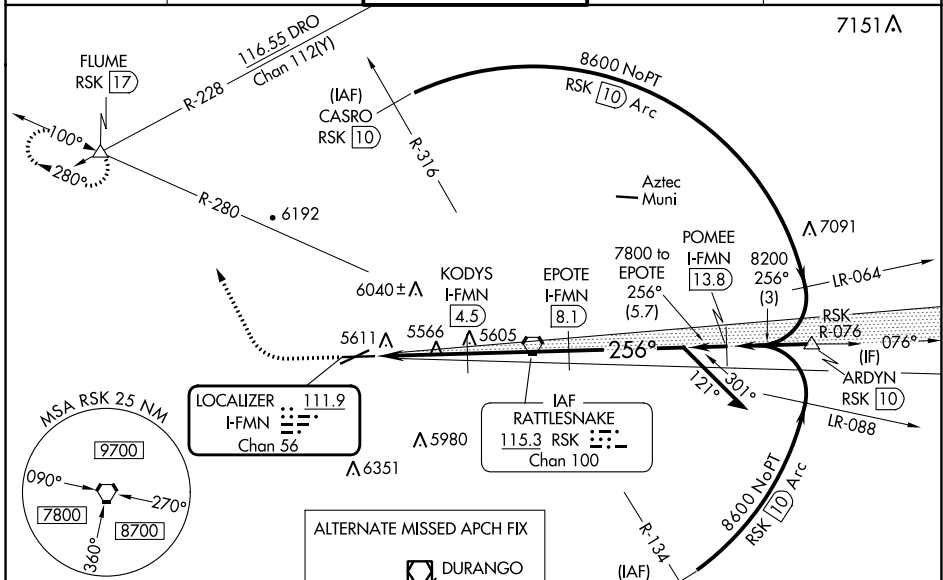 7151
116.55 DRO
Chan 112(Y)
R-228
FLUME
RSK 17
100°
280°
R-280
6192
(IAF)
CASRO
RSK 10
R-316
8600 NoPT
RSK 10 Arc
Aztec
Muni
7091
7800 to
EPOTE
256°
(5.7)
POMEE
I-FMN
13.8
8200
256°
(3)
LR-064
6040±
KODYS
I-FMN
4.5
EPOTE
I-FMN
8.1
RSK
R-076
076°
5611
5566
5605
256°
(IF)
ARDYN
RSK 10
301°
121°
LR-088
LOCALIZER 111.9
I-FMN
Chan 56
IAF
RATTLESNAKE
115.3 RSK
Chan 100
5980
6351
MSA RSK 25 NM
9700
090°
270°
7800
8700
360°
8600 NoPT
RSK 10 Arc
R-134
(IAF)
ALTERNATE MISSED APCH FIX
DURANGO